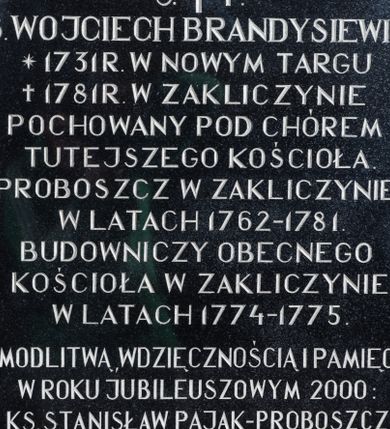 Ś. † P.
WOJCIECH BRANDYSIEWI
* 1731R. W NOWYM TARGU
† 1781R. W ZAKLICZYNIE
POCHOWANY POD CHÓREM
TUTEJSZEGO KOŚCIOŁA.
PROBOSZCZ W ZAKLICZYNIE
W LATACH 1762-1781.
BUDOWNICZY OBECNEGO
KOŚCIOŁA W ZAKLICZYNIE
W LATACH 1774-1775.
MODLITWĄ, WDZIĘCZNOŚCIĄ I PAMIĘC
W ROKU JUBILEUSZOWYM 2000:
KS STANISŁAW PAJĄK-PROBOSZCZ